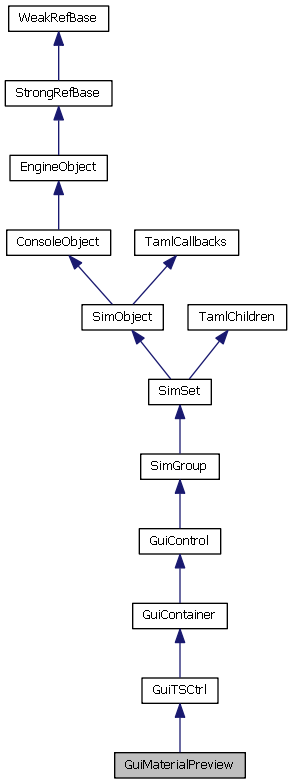 WeakRefBase
StrongRefBase
EngineObject
ConsoleObject
TamlCallbacks
SimObject
TamlChildren
SimSet
SimGroup
GuiControl
GuiContainer
GuiTSCtrl
GuiMaterialPreview